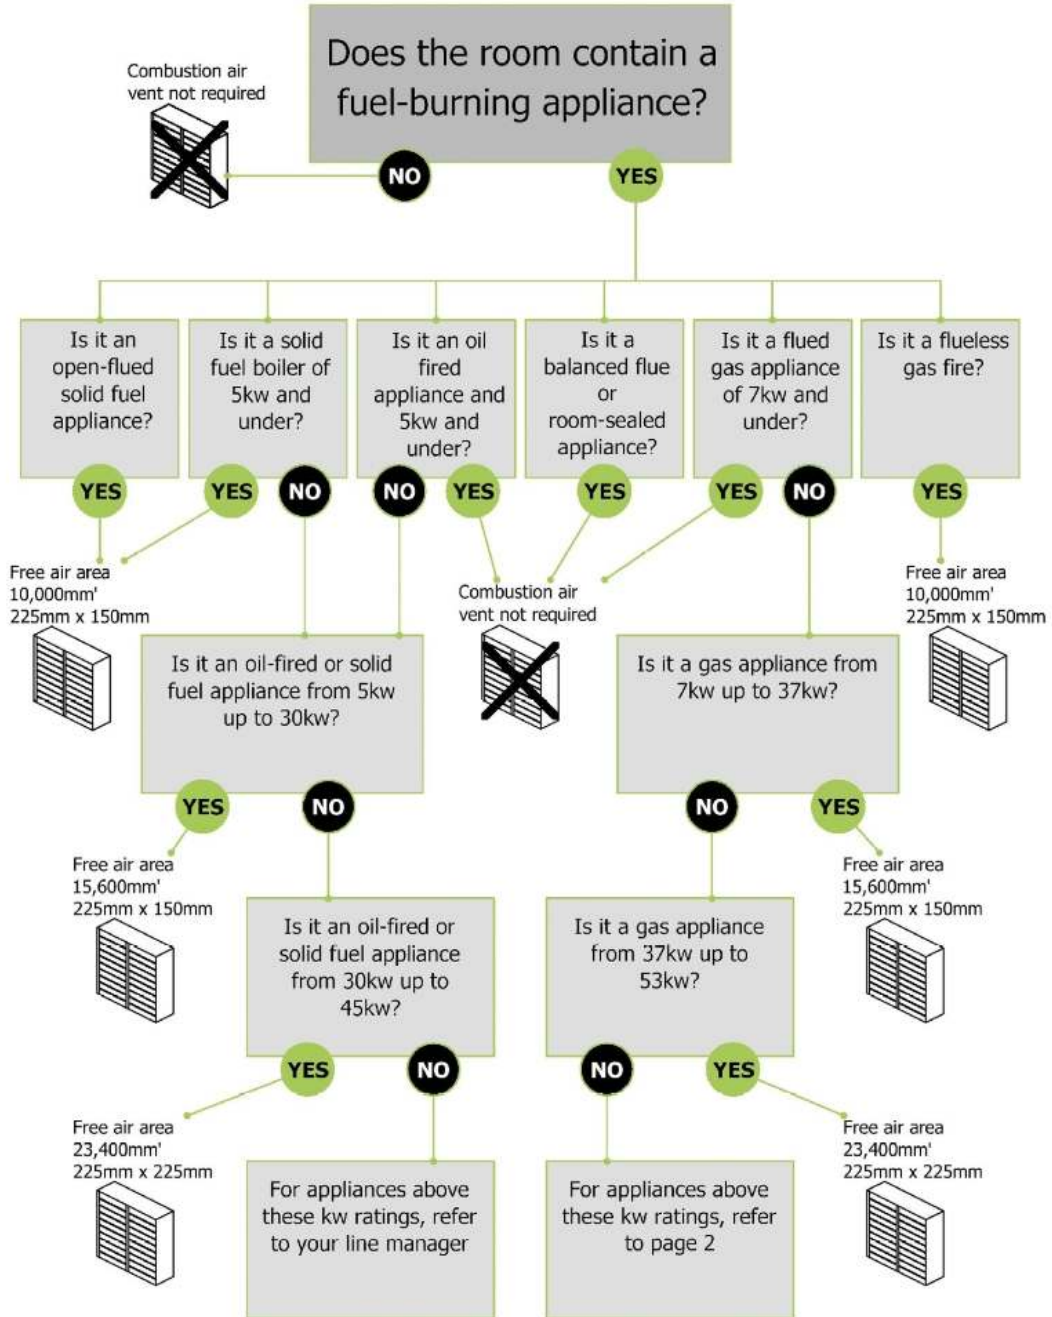 Does the room contain a
fuel-burning appliance?
Combustion air
vent not required
NO
YES
Is it an
open-flued
solid fuel
appliance?
YES
Is it a solid
fuel boiler of
5kw and
under?
YES
NO
Is it an oil
fired
appliance and
5kw and
under?
NO
YES
Is it a
balanced flue
or
room-sealed
appliance?
YES
Is it a flued
gas appliance
of 7kw and
under?
YES
NO
Is it a flueless
gas fire?
YES
Free air area
10,000mm'
225mm x 150mm
Combustion air
vent not required
Free air area
10,000mm'
225mm x 150mm
Is it an oil-fired or solid
fuel appliance from 5kw
up to 30kw?
YES
NO
Is it a gas appliance from
7kw up to 37kw?
NO
YES
Free air area
15,600mm'
225mm x 150mm
Free air area
15,600mm'
225mm x 150mm
Is it an oil-fired or
solid fuel appliance
from 30kw up to
45kw?
YES
NO
Is it a gas appliance
from 37kw up to
53kw?
NO
YES
Free air area
23,400mm'
225mm x 225mm
Free air area
23,400mm'
225mm x 225mm
For appliances above
these kw ratings, refer
to your line manager
For appliances above
these kw ratings, refer
to page 2